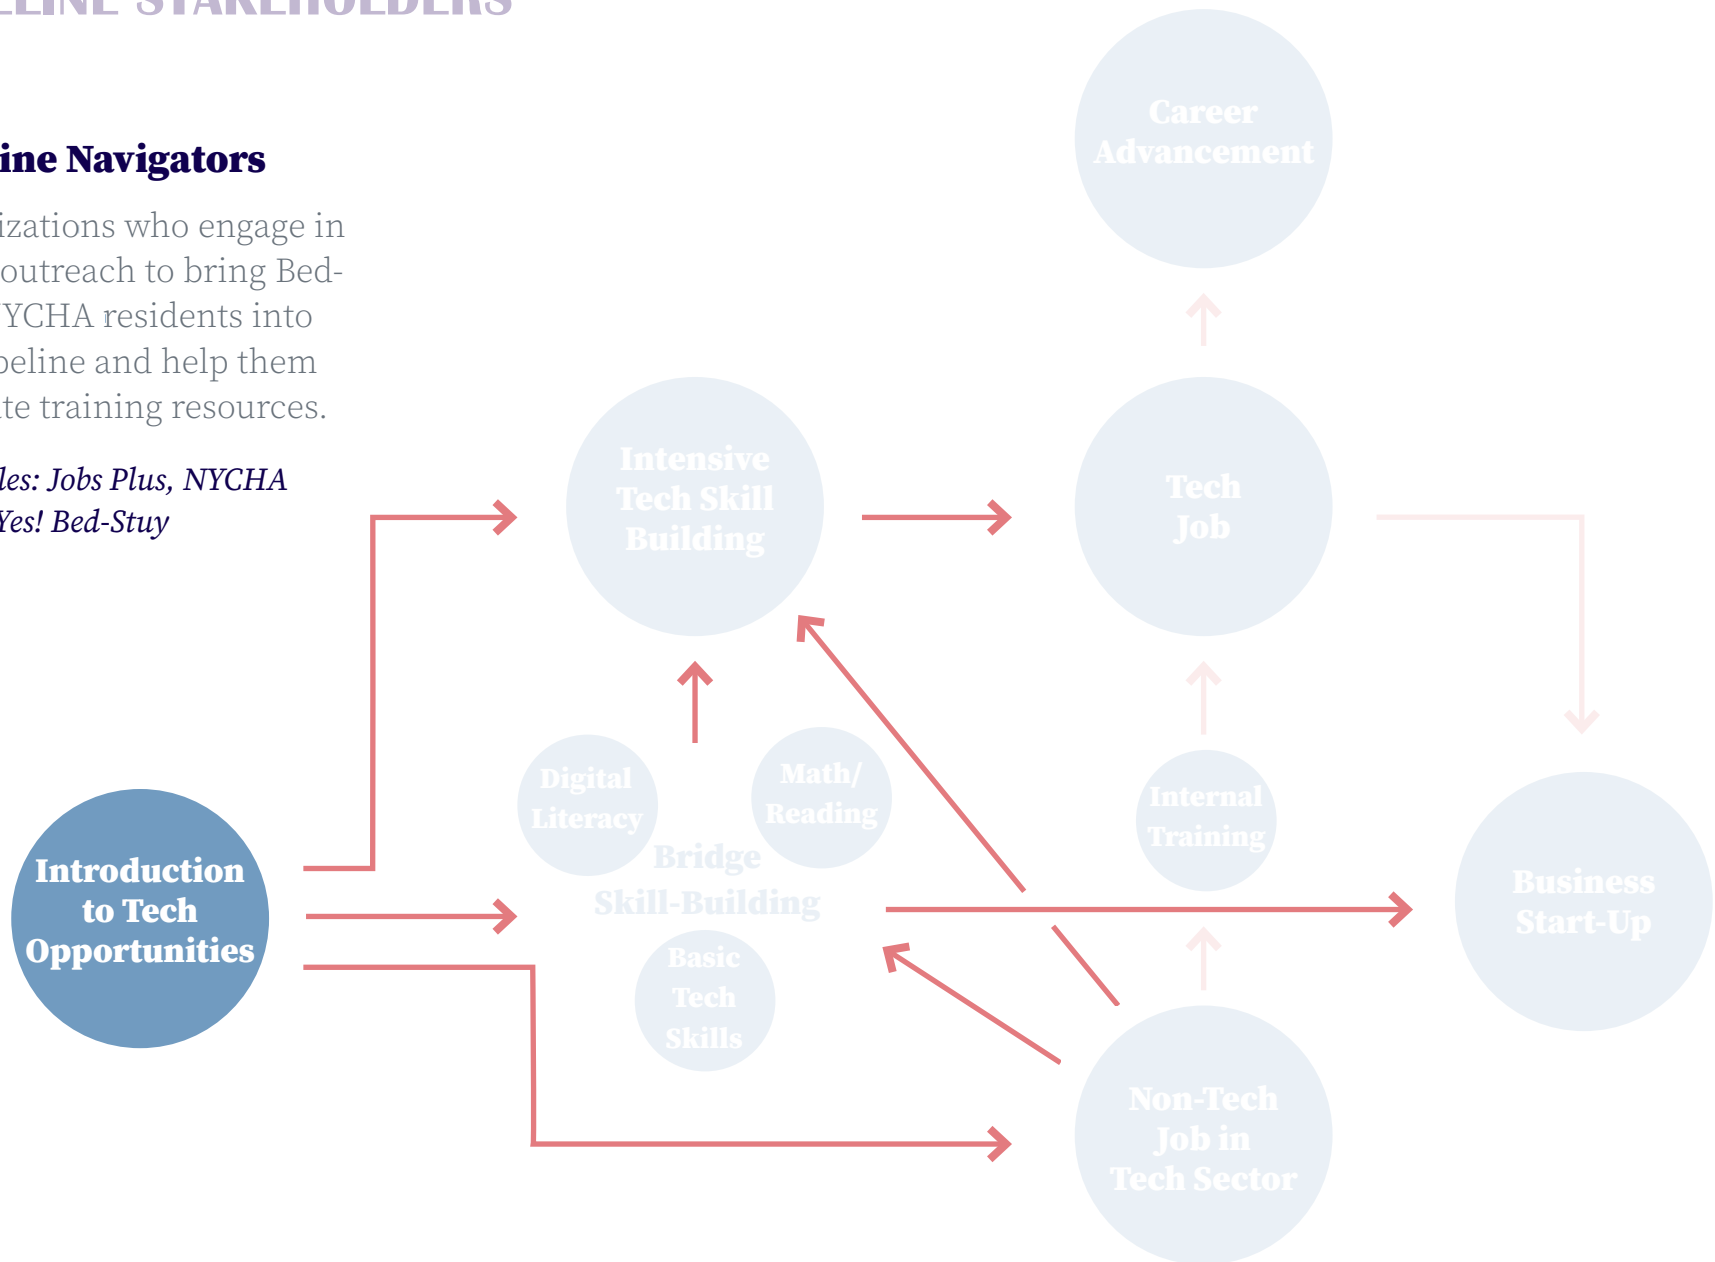 LINE STAKEHOLDERS
ine Navigators
izations who engage in
outreach to bring Bed-
YCHA residents into
peline and help them
te training resources.
les: Jobs Plus, NYCHA
Yes! Bed-Stuy
Career
Advancement
Intensive
Tech Skill
Building
Tech
Job
Digital
Literacy
Math/
Reading
Bridge
Skill-Building
Basic
Tech
Skills
Internal
Training
Introduction
to Tech
Opportunities
Business
Start-Up
Non-Tech
Job in
Tech Sector